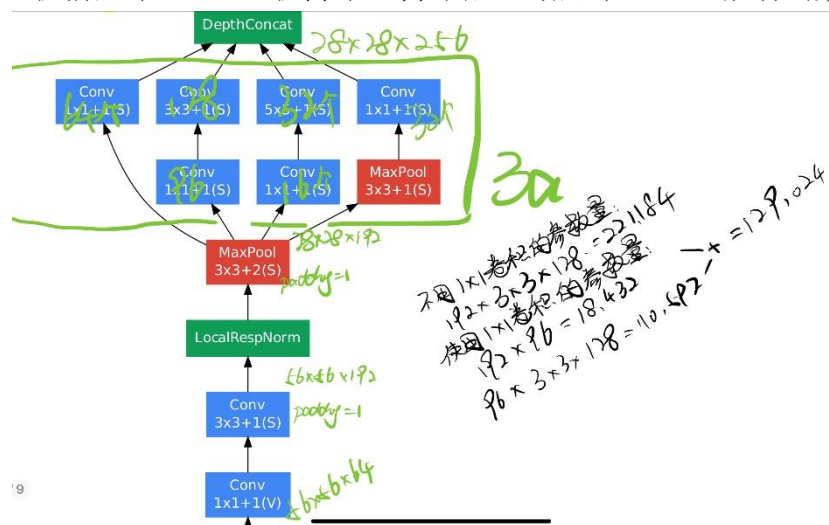 DepthConcat
28×28×256
Conv
1x1+1(S)
Conv
3x3+1(S)
Conv
5x5+1(S)
Conv
1x1+1(S)
128
32
32
Conv
1x1+1(S)
Conv
1x1+1(S)
MaxPool
3x3+1(S)
96
16
3a
MaxPool
3x3+2(S)
28×28×192
padding=1
不用1×1卷积的参数量:
192×3×3×128=221184
使用1×1卷积的参数量:
192×96=18,432
96×3×3×128=110,592
+ =129,024
LocalRespNorm
56×56×192
Conv
3x3+1(S)
padding=1
Conv
1x1+1(V)
56×56×64
9